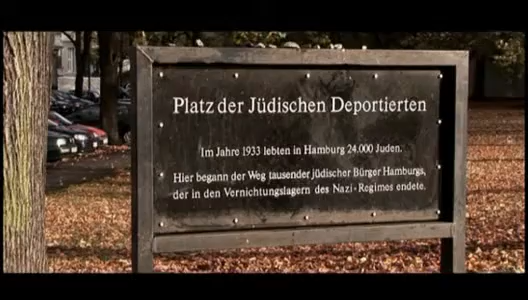 Platz der Jüdischen Deportierten
Im Jahre 1933 lebten in Hamburg 24.000 Juden.
Hier begann der Weg tausender jüdischer Bürger Hamburgs,
der in den Vernichtungslagern des Nazi-Regimes endete.